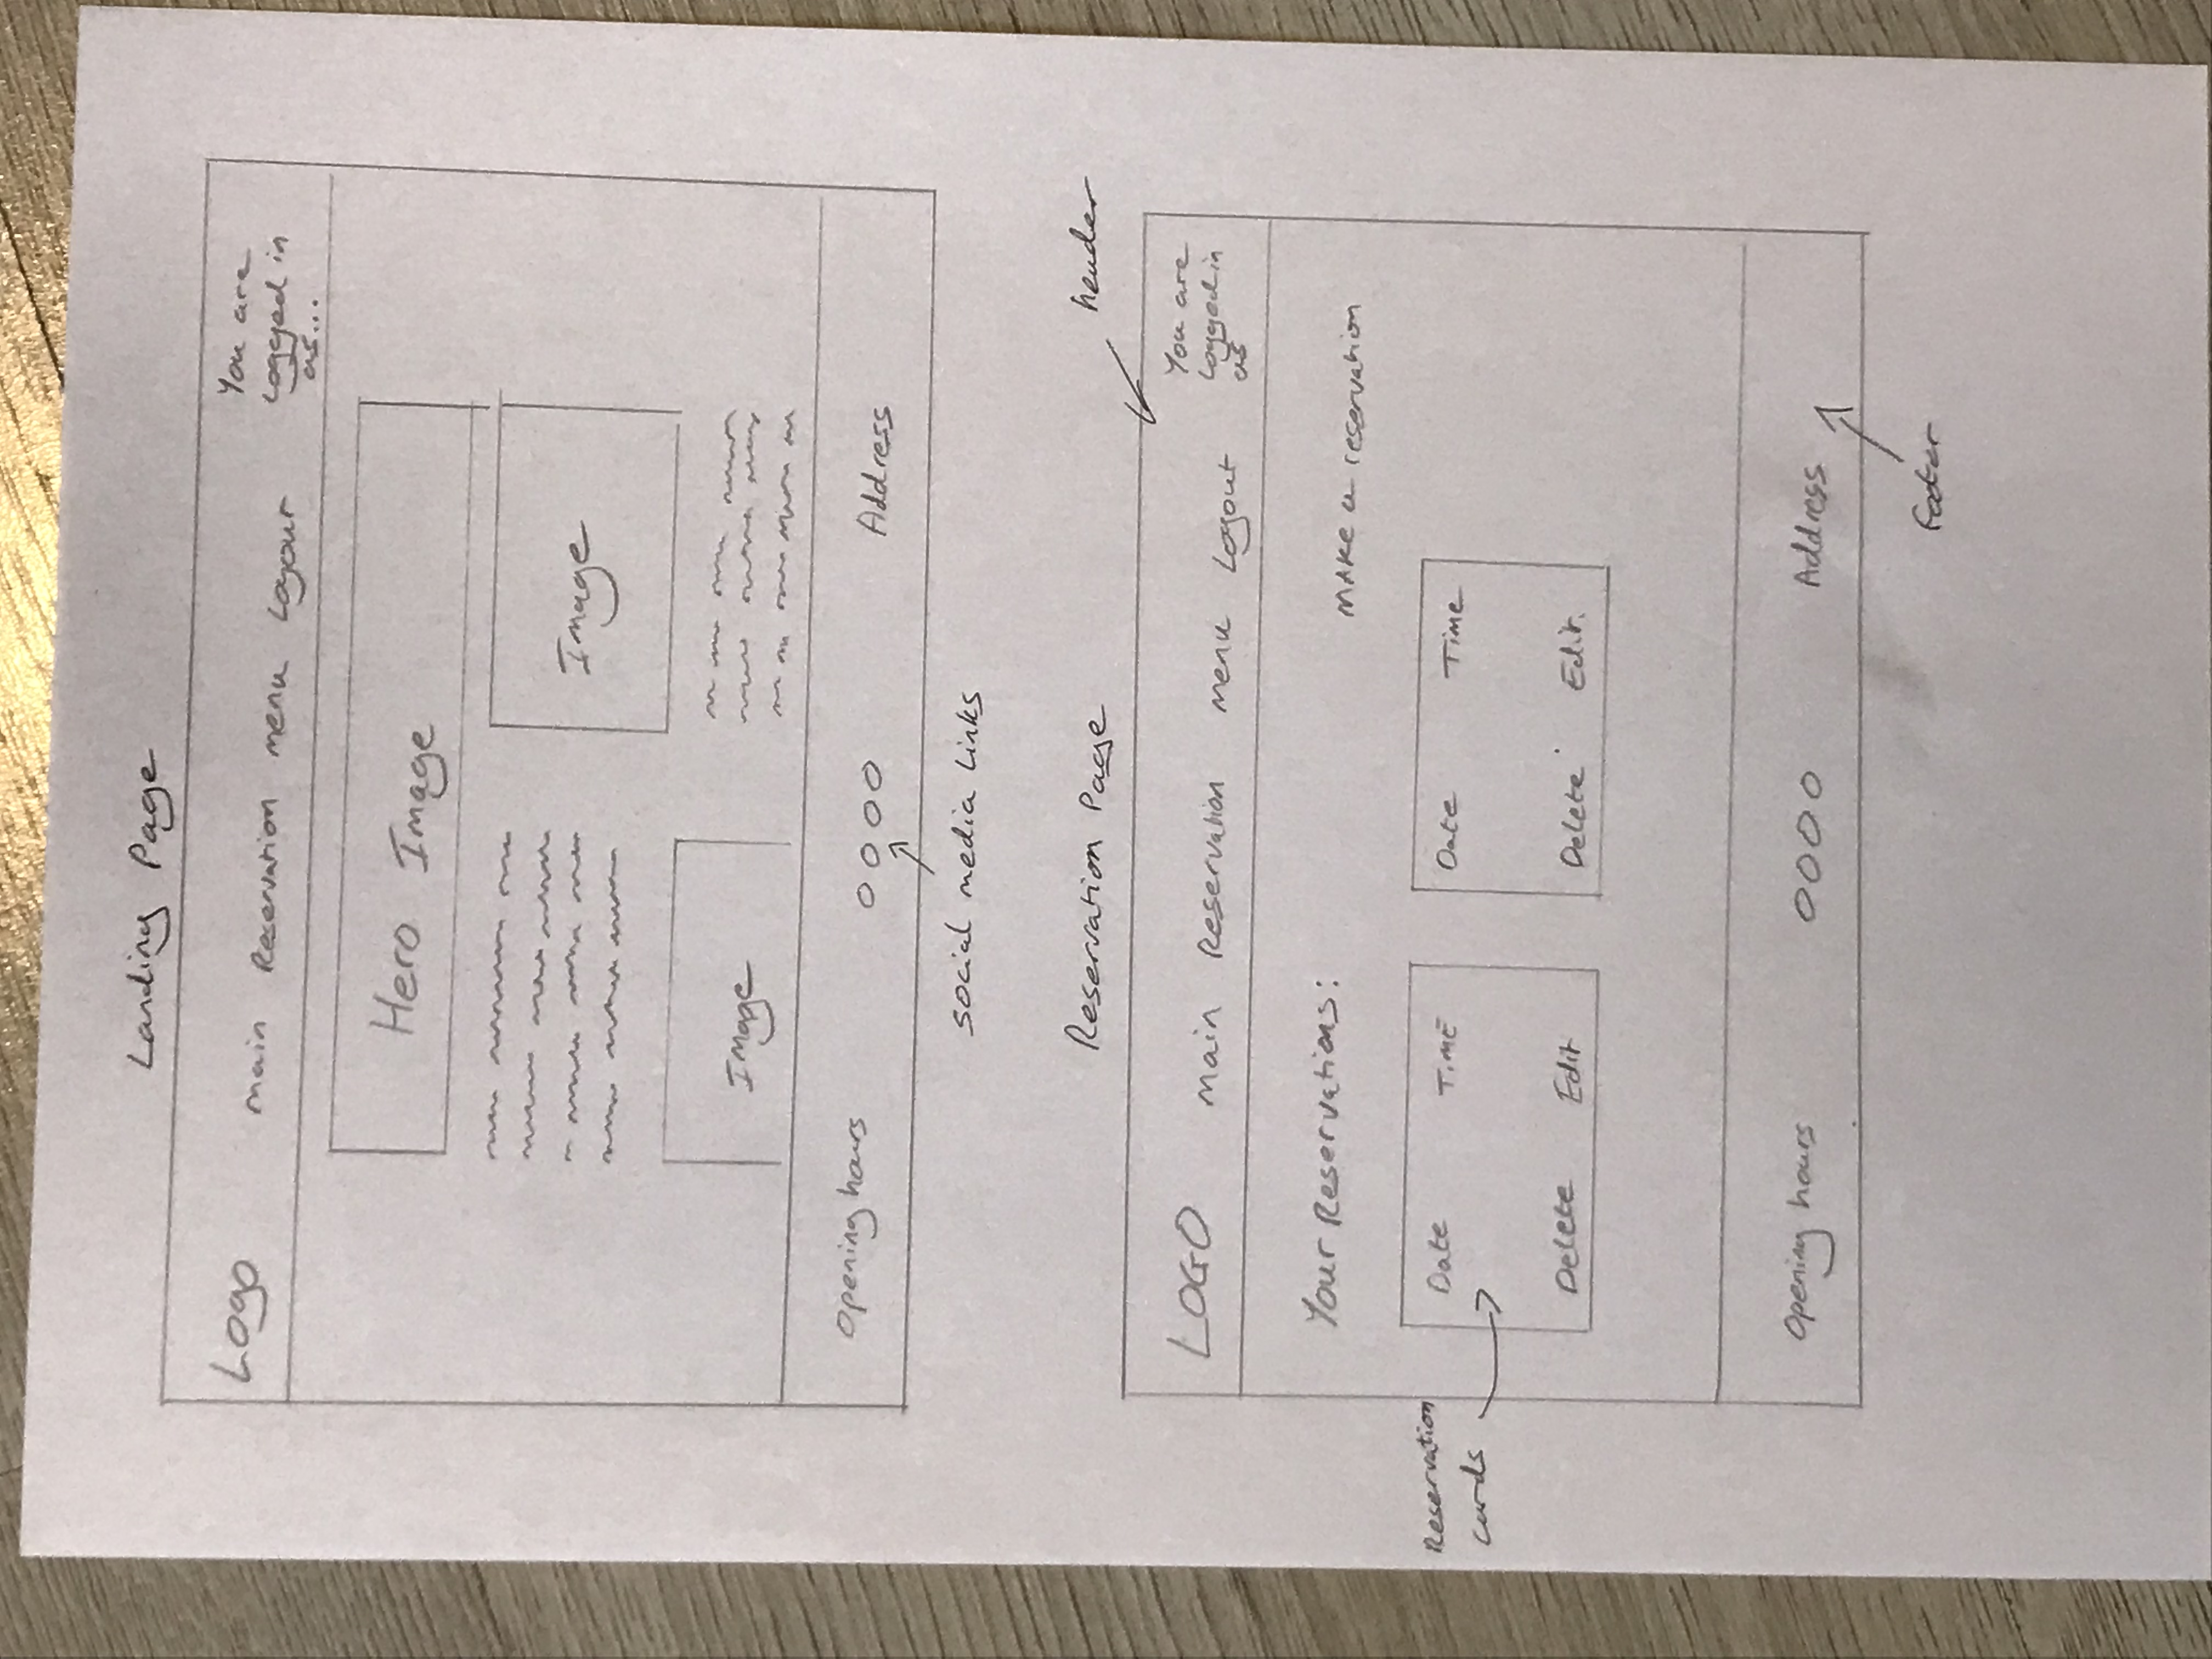 Landing Page
Logo
main Reservation menu Logout
You are
Logged in
as...
Hero Image
Image
Image
Opening hours
Address
social media links
Reservation Page
header
LOGO
main Reservation menu Logout
You are
Logged in
as
Your Reservations:
MAKe a reservation
Reservation
cards
Date TiME
Delete Edit
Date Time
Delete Edit.
Opening hours
Address
footer